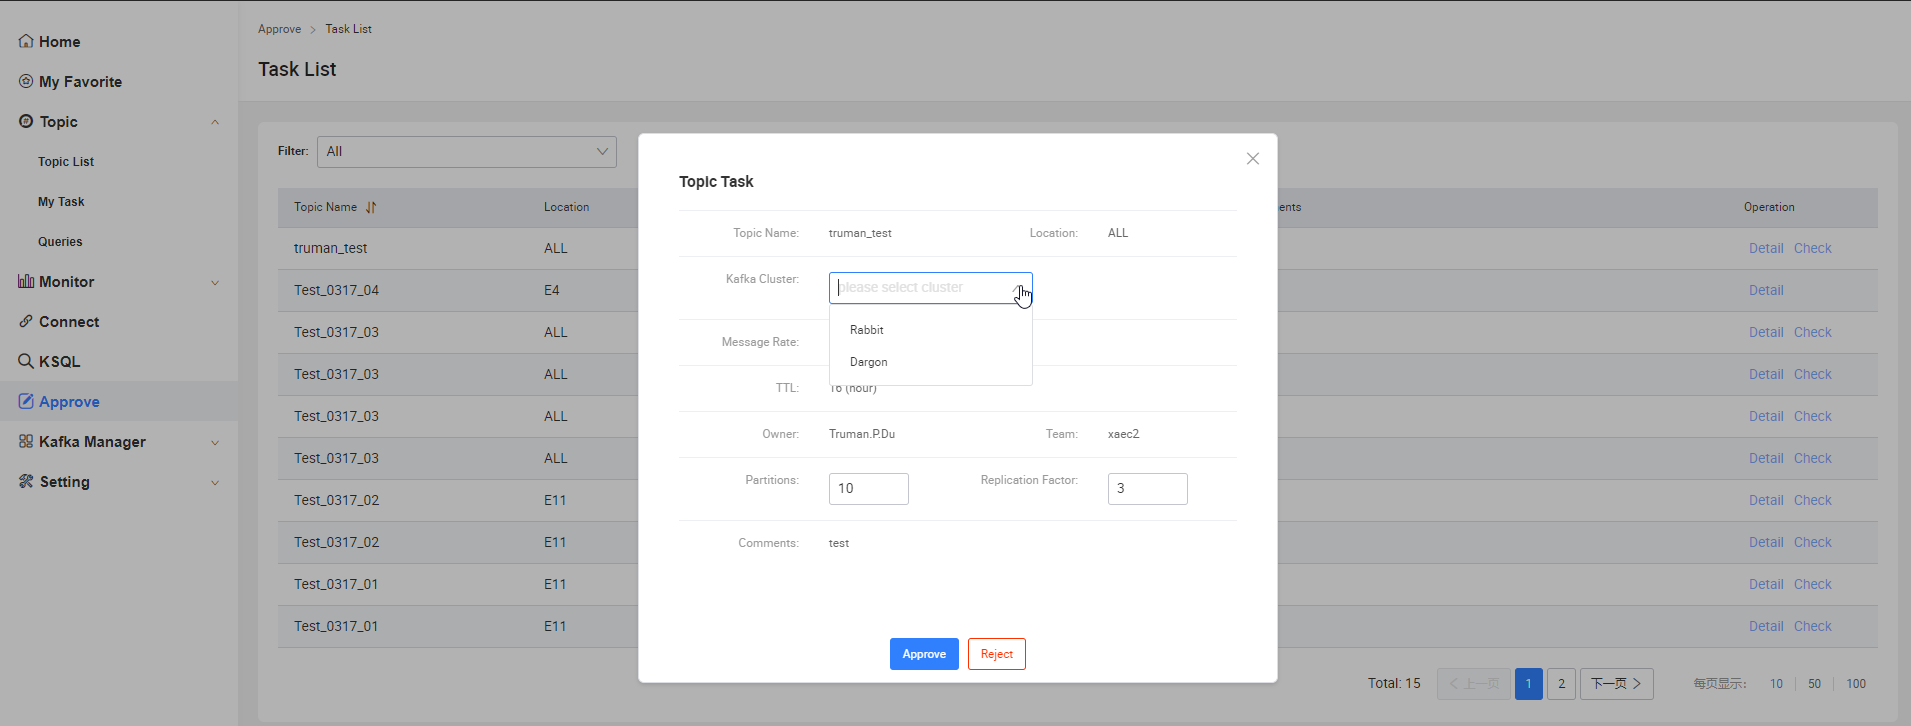 Home
My Favorite
Topic
Topic List
My Task
Queries
Monitor
Connect
KSQL
Approve
Kafka Manager
Setting
Approve > Task List
Task List
Filter: All
Topic Name Location ents Operation
truman_test ALL Detail Check
Test_0317_04 E4 Detail
Test_0317_03 ALL Detail Check
Test_0317_03 ALL Detail Check
Test_0317_03 ALL Detail Check
Test_0317_03 ALL Detail Check
Test_0317_02 E11 Detail Check
Test_0317_02 E11 Detail Check
Test_0317_01 E11 Detail Check
Test_0317_01 E11 Detail Check
Total: 15 < 上一页 1 2 下一页 > 每页显示: 10 50 100
Topic Task
Topic Name: truman_test Location: ALL
Kafka Cluster: please select cluster
Rabbit
Dargon
Message Rate:
TTL: 16 (hour)
Owner: Truman.P.Du Team: xaec2
Partitions: 10 Replication Factor: 3
Comments: test
Approve Reject